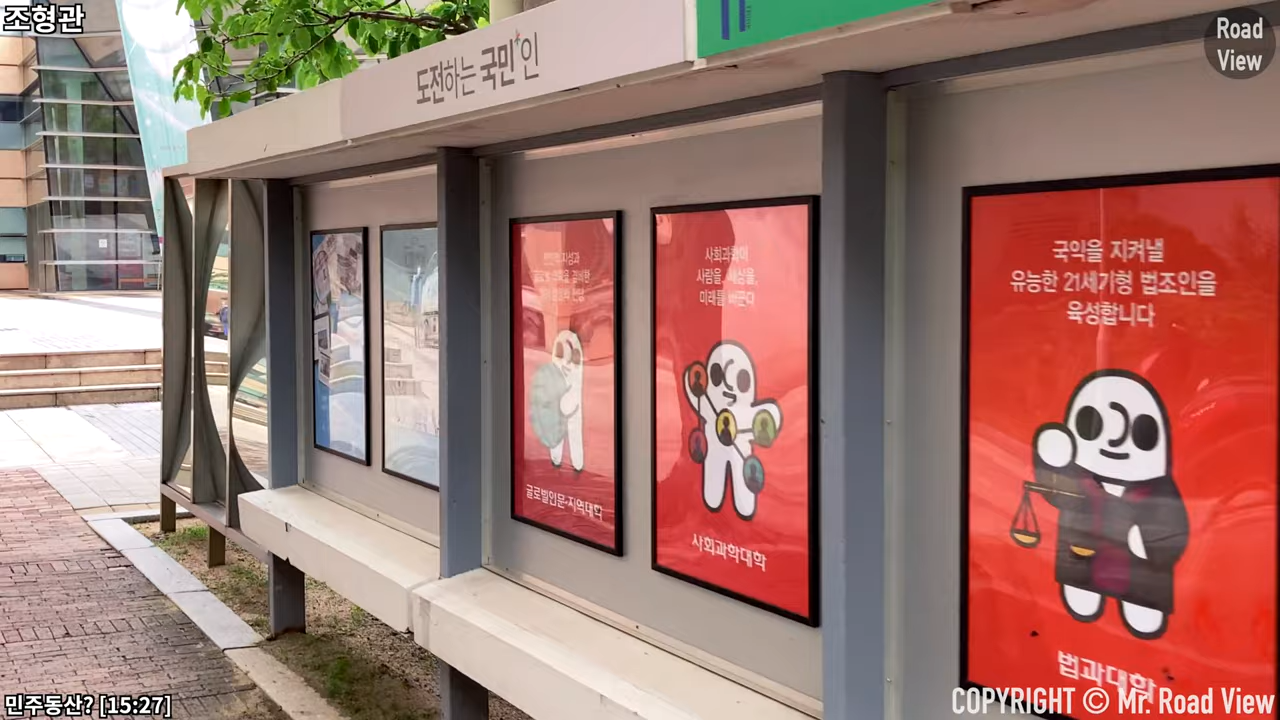 조형관
Road
View
도전하는 국민인
사회과학이
사람을, 세상을,
미래를 바꾼다
사회과학대학
글로벌인문·지역대학
국익을 지켜낼
유능한 21세기형 법조인을
육성합니다
법과대학
민주동산? [15:27]
COPYRIGHT © Mr. Road View